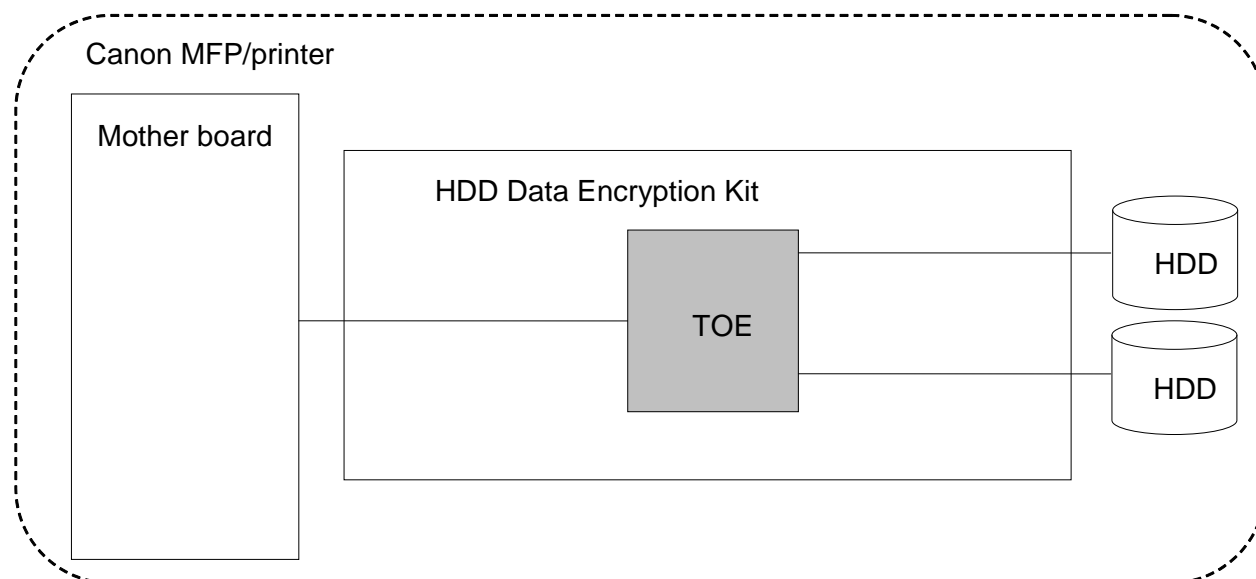 Canon MFP/printer
Mother board
HDD Data Encryption Kit
HDD
TOE
HDD